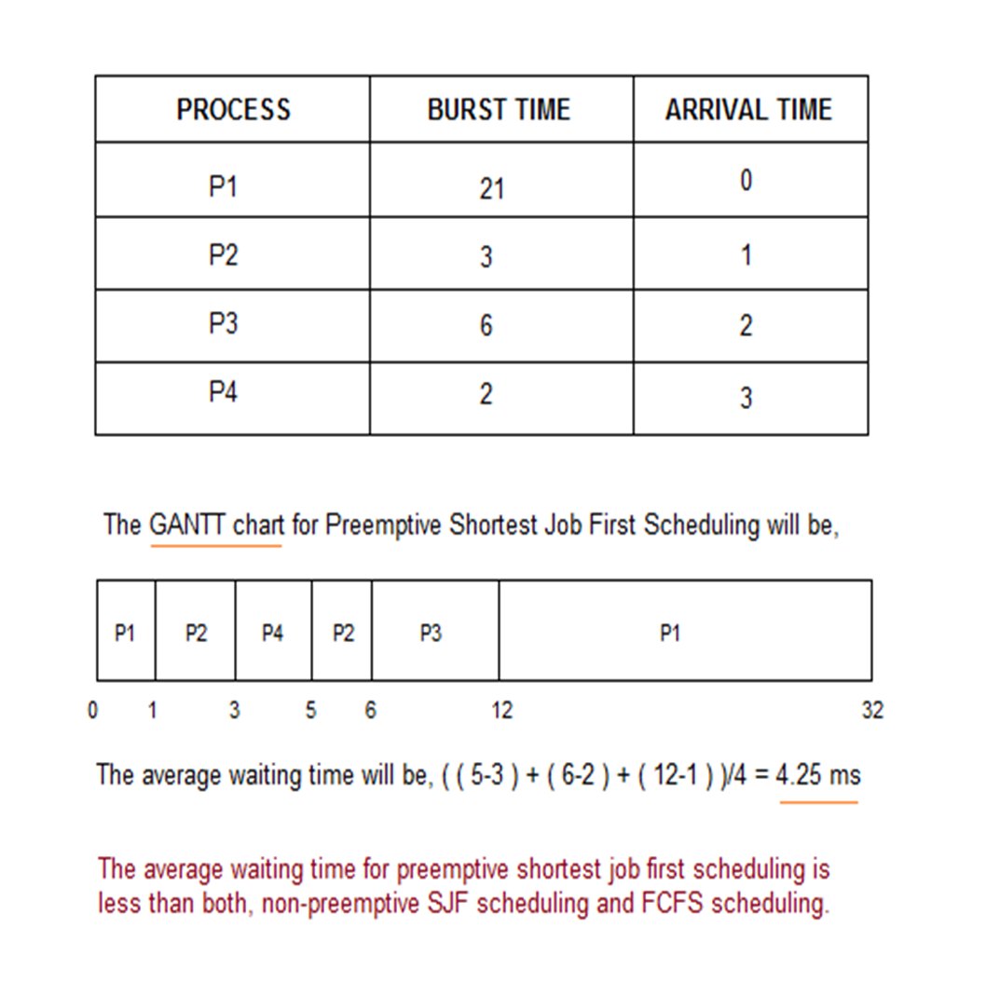 PROCESS BURST TIME ARRIVAL TIME
P1 21 0
P2 3 1
P3 6 2
P4 2 3
The GANTT chart for Preemptive Shortest Job First Scheduling will be,
P1 P2 P4 P2 P3 P1
0 1 3 5 6 12 32
The average waiting time will be, ( ( 5-3 ) + ( 6-2 ) + ( 12-1 ) )/4 = 4.25 ms
The average waiting time for preemptive shortest job first scheduling is
less than both, non-preemptive SJF scheduling and FCFS scheduling.